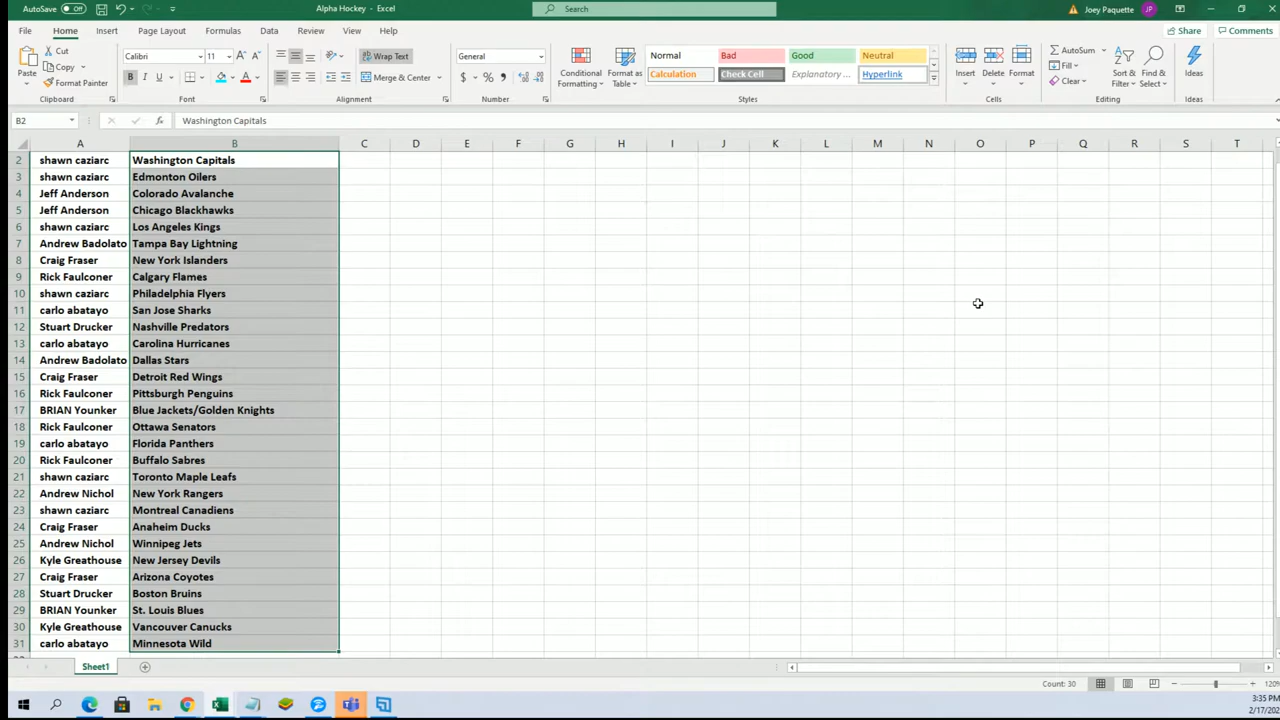 AutoSave Off Alpha Hockey - Excel Search Joey Paquette JP
File Home Insert Page Layout Formulas Data Review View Help Share Comments
Paste Cut Copy Format Painter Clipboard
Calibri 11 B I U A Font
Wrap Text Merge & Center Alignment
General $ % Number
Conditional Formatting Format as Table
Normal Bad Good Neutral
Calculation Check Cell Explanatory ... Hyperlink
Styles
Insert Delete Format Cells
AutoSum Fill Clear Sort & Filter Find & Select Editing
Ideas Ideas
B2 fx Washington Capitals
A B C D E F G H I J K L M N O P Q R S T
2 shawn caziarc Washington Capitals
3 shawn caziarc Edmonton Oilers
4 Jeff Anderson Colorado Avalanche
5 Jeff Anderson Chicago Blackhawks
6 shawn caziarc Los Angeles Kings
7 Andrew Badolato Tampa Bay Lightning
8 Craig Fraser New York Islanders
9 Rick Faulconer Calgary Flames
10 shawn caziarc Philadelphia Flyers
11 carlo abatayo San Jose Sharks
12 Stuart Drucker Nashville Predators
13 carlo abatayo Carolina Hurricanes
14 Andrew Badolato Dallas Stars
15 Craig Fraser Detroit Red Wings
16 Rick Faulconer Pittsburgh Penguins
17 BRIAN Younker Blue Jackets/Golden Knights
18 Rick Faulconer Ottawa Senators
19 carlo abatayo Florida Panthers
20 Rick Faulconer Buffalo Sabres
21 shawn caziarc Toronto Maple Leafs
22 Andrew Nichol New York Rangers
23 shawn caziarc Montreal Canadiens
24 Craig Fraser Anaheim Ducks
25 Andrew Nichol Winnipeg Jets
26 Kyle Greathouse New Jersey Devils
27 Craig Fraser Arizona Coyotes
28 Stuart Drucker Boston Bruins
29 BRIAN Younker St. Louis Blues
30 Kyle Greathouse Vancouver Canucks
31 carlo abatayo Minnesota Wild
Sheet1
Count: 30 120%
3:35 PM
2/17/202